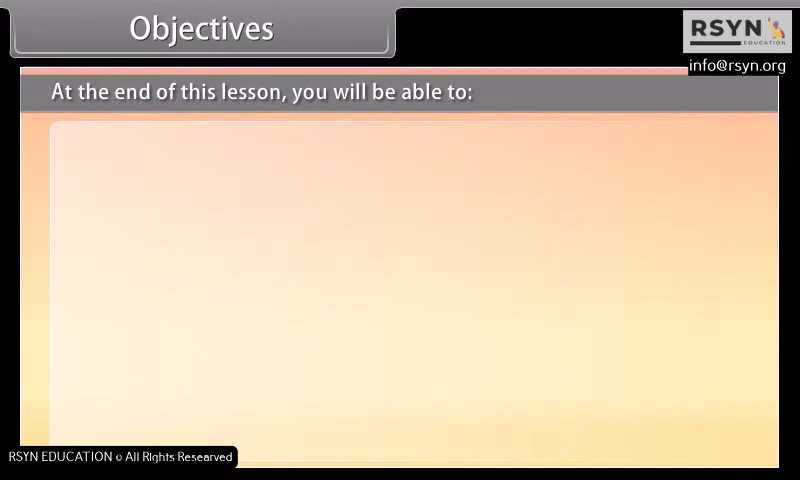 Objectives
RSYN
EDUCATION
info@rsyn.org
At the end of this lesson, you will be able to:
RSYN EDUCATION © All Rights Researved